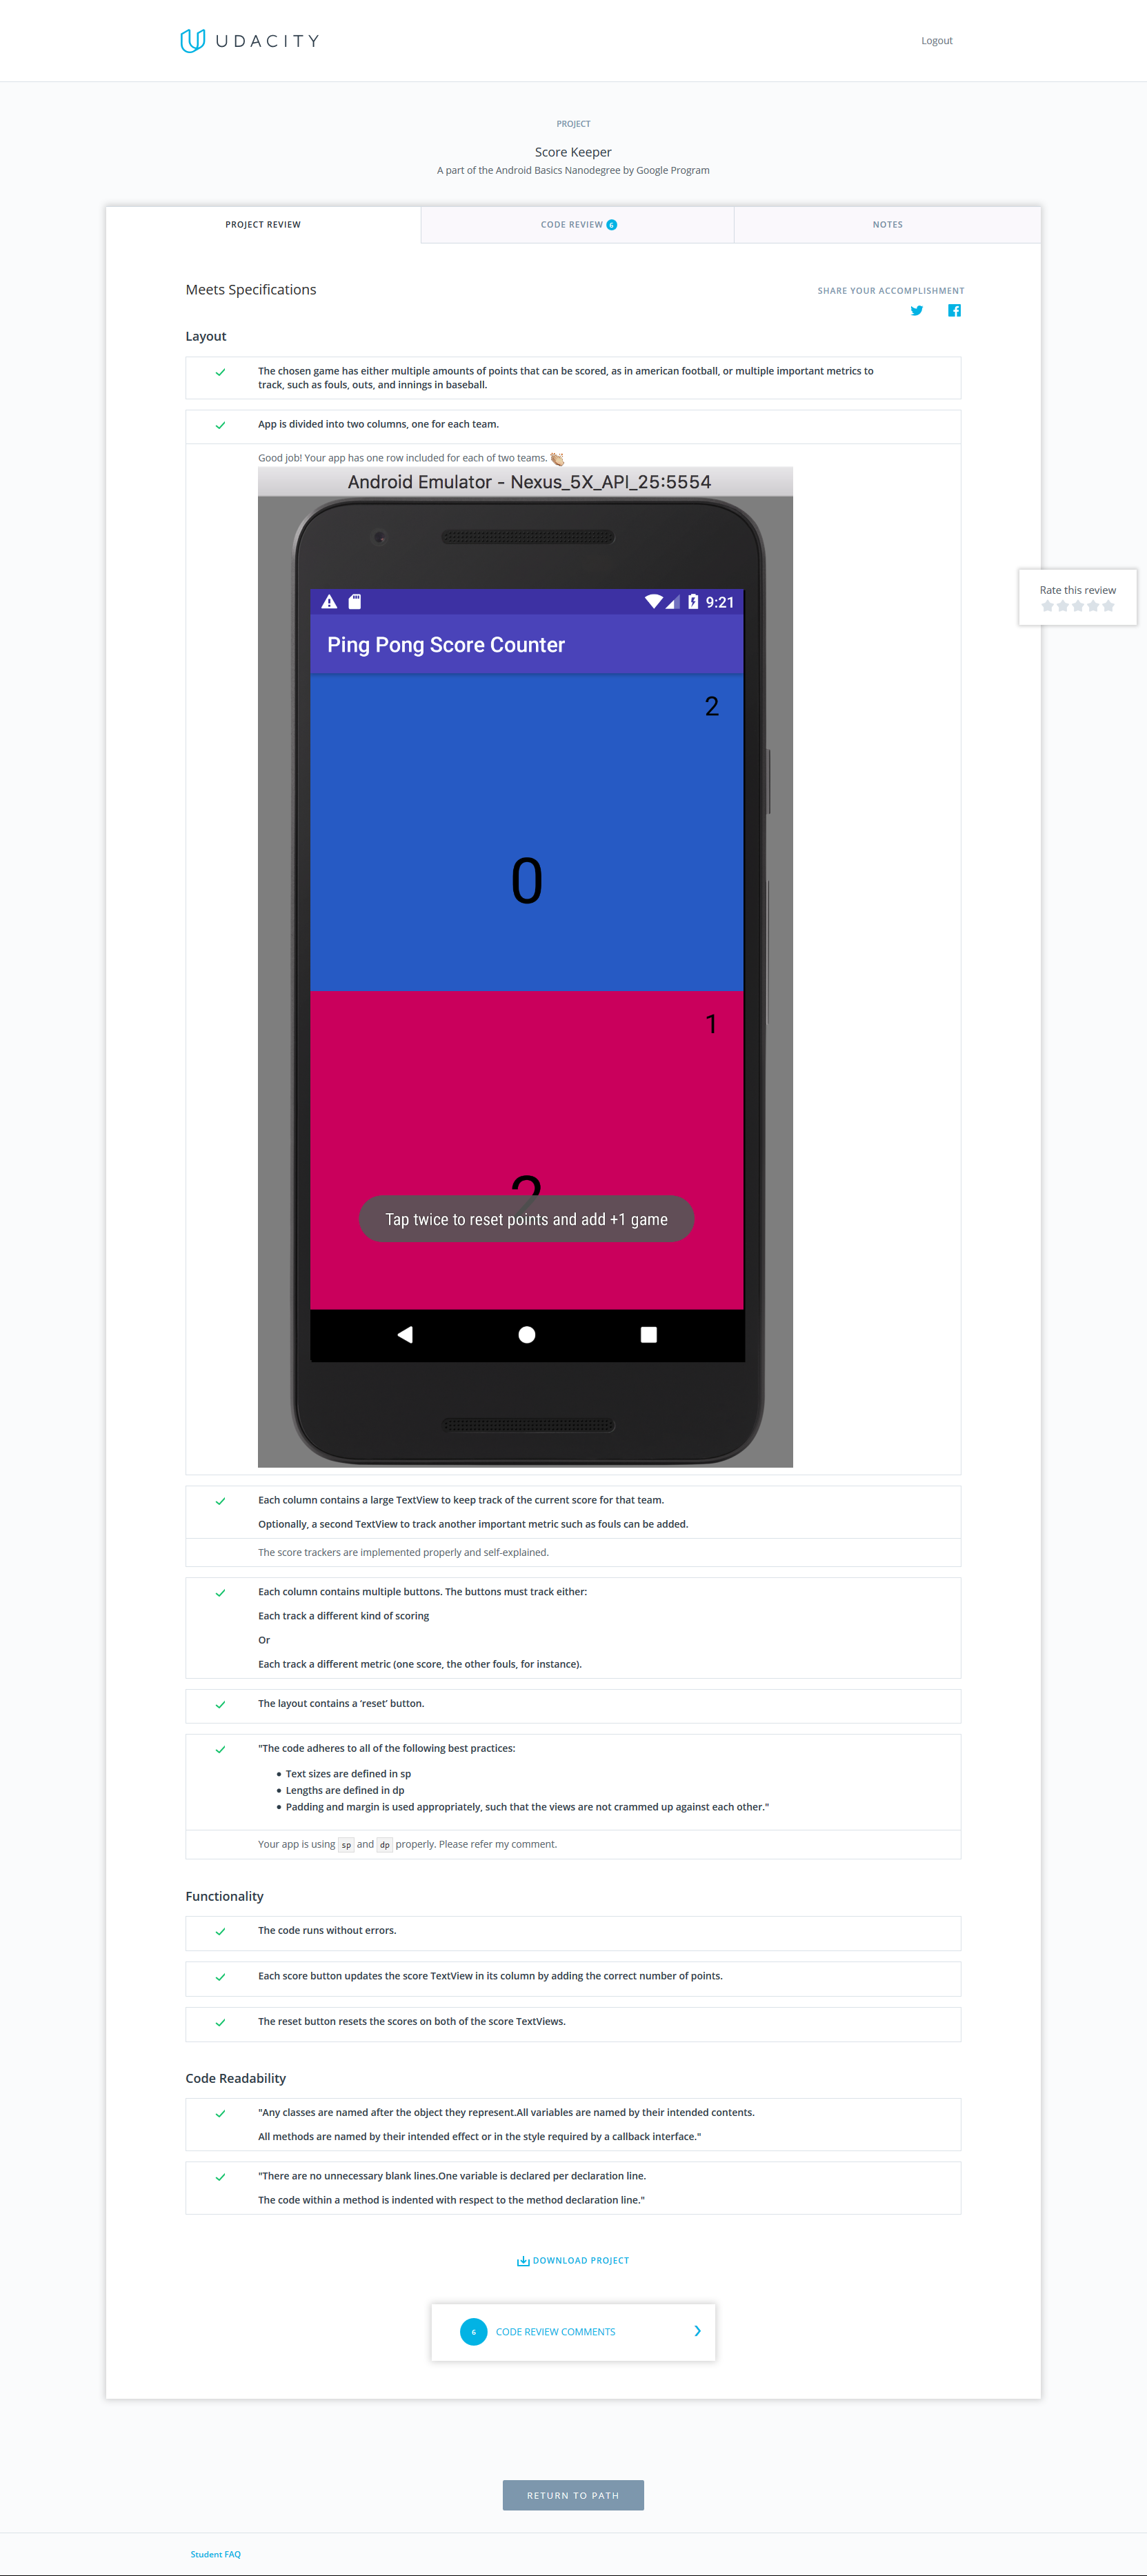 UDACITY
Logout
PROJECT
Score Keeper
A part of the Android Basics Nanodegree by Google Program
PROJECT REVIEW
CODE REVIEW 6
NOTES
Meets Specifications
SHARE YOUR ACCOMPLISHMENT
Layout
The chosen game has either multiple amounts of points that can be scored, as in american football, or multiple important metrics to
track, such as fouls, outs, and innings in baseball.
App is divided into two columns, one for each team.
Good job! Your app has one row included for each of two teams.
Android Emulator - Nexus_5X_API_25:5554
9:21
Ping Pong Score Counter
2
0
1
2
Tap twice to reset points and add +1 game
Rate this review
Each column contains a large TextView to keep track of the current score for that team.
Optionally, a second TextView to track another important metric such as fouls can be added.
The score trackers are implemented properly and self-explained.
Each column contains multiple buttons. The buttons must track either:
Each track a different kind of scoring
Or
Each track a different metric (one score, the other fouls, for instance).
The layout contains a ‘reset’ button.
"The code adheres to all of the following best practices:
• Text sizes are defined in sp
• Lengths are defined in dp
• Padding and margin is used appropriately, such that the views are not crammed up against each other."
Your app is using sp and dp properly. Please refer my comment.
Functionality
The code runs without errors.
Each score button updates the score TextView in its column by adding the correct number of points.
The reset button resets the scores on both of the score TextViews.
Code Readability
"Any classes are named after the object they represent.All variables are named by their intended contents.
All methods are named by their intended effect or in the style required by a callback interface."
"There are no unnecessary blank lines.One variable is declared per declaration line.
The code within a method is indented with respect to the method declaration line."
DOWNLOAD PROJECT
6 CODE REVIEW COMMENTS
RETURN TO PATH
Student FAQ